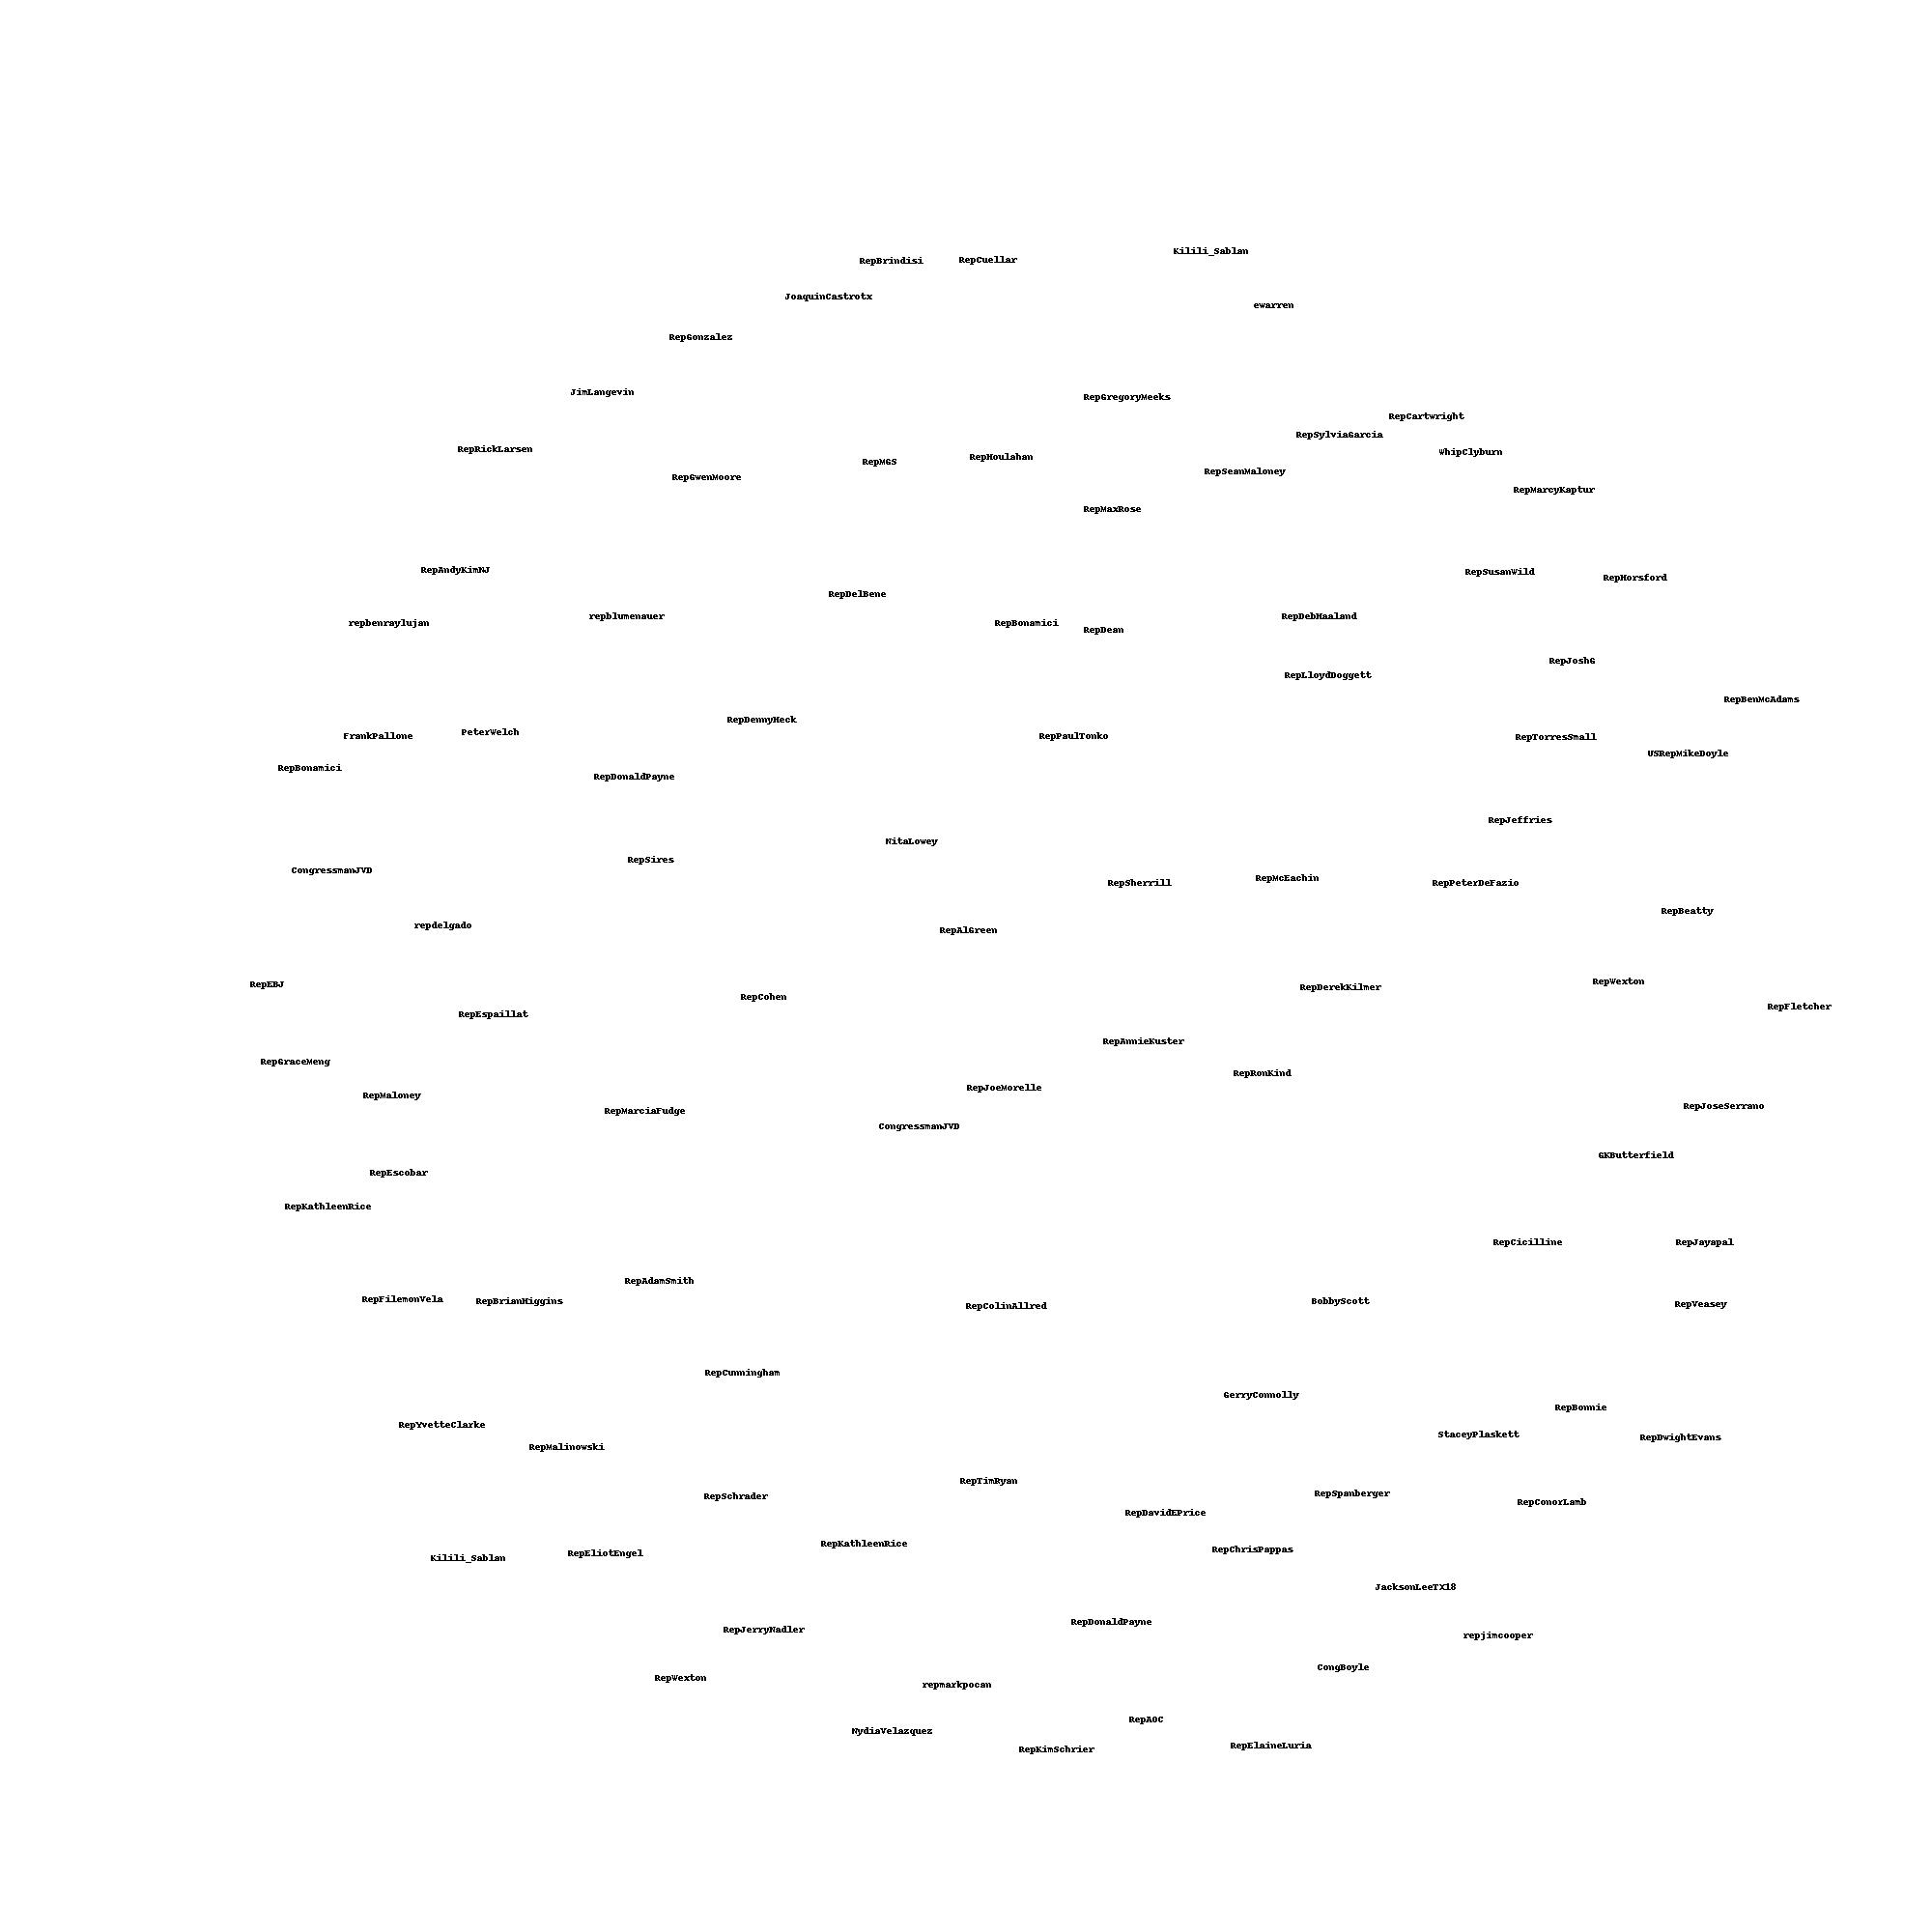 Kilili_Sablan
RepBrindisi
RepCuellar
JoaquinCastrotx
ewarren
RepGonzalez
JimLangevin
RepGregoryMeeks
RepCartwright
RepSylviaGarcia
RepRickLarsen
WhipClyburn
RepHoulahan
RepMGS
RepSeanMaloney
RepGwenMoore
RepMarcyKaptur
RepMaxRose
RepAndyKimNJ
RepSusanWild
RepHorsford
RepDelBene
repblumenauer
RepDebHaaland
repbenraylujan
RepBonamici
RepDean
RepJoshG
RepLloydDoggett
RepBenMcAdams
RepDennyHeck
PeterWelch
FrankPallone
RepPaulTonko
RepTorresSmall
USRepMikeDoyle
RepBonamici
RepDonaldPayne
RepJeffries
NitaLowey
RepSires
CongressmanJVD
RepMcEachin
RepSherrill
RepPeterDeFazio
RepBeatty
repdelgado
RepAlGreen
RepWexton
RepEBJ
RepDerekKilmer
RepCohen
RepFletcher
RepEspaillat
RepAnnieKuster
RepGraceMeng
RepRonKind
RepJoeMorelle
RepMaloney
RepJoseSerrano
RepMarciaFudge
CongressmanJVD
GKButterfield
RepEscobar
RepKathleenRice
RepCicilline
RepJayapal
RepAdamSmith
RepFilemonVela
RepBrianHiggins
BobbyScott
RepVeasey
RepColinAllred
RepCunningham
GerryConnolly
RepBonnie
RepYvetteClarke
StaceyPlaskett
RepDwightEvans
RepMalinowski
RepTimRyan
RepSpanberger
RepSchrader
RepConorLamb
RepDavidEPrice
RepKathleenRice
RepChrisPappas
RepEliotEngel
Kilili_Sablan
JacksonLeeTX18
RepDonaldPayne
RepJerryNadler
repjimcooper
CongBoyle
RepWexton
repmarkpocan
RepAOC
NydiaVelazquez
RepElaineLuria
RepKimSchrier